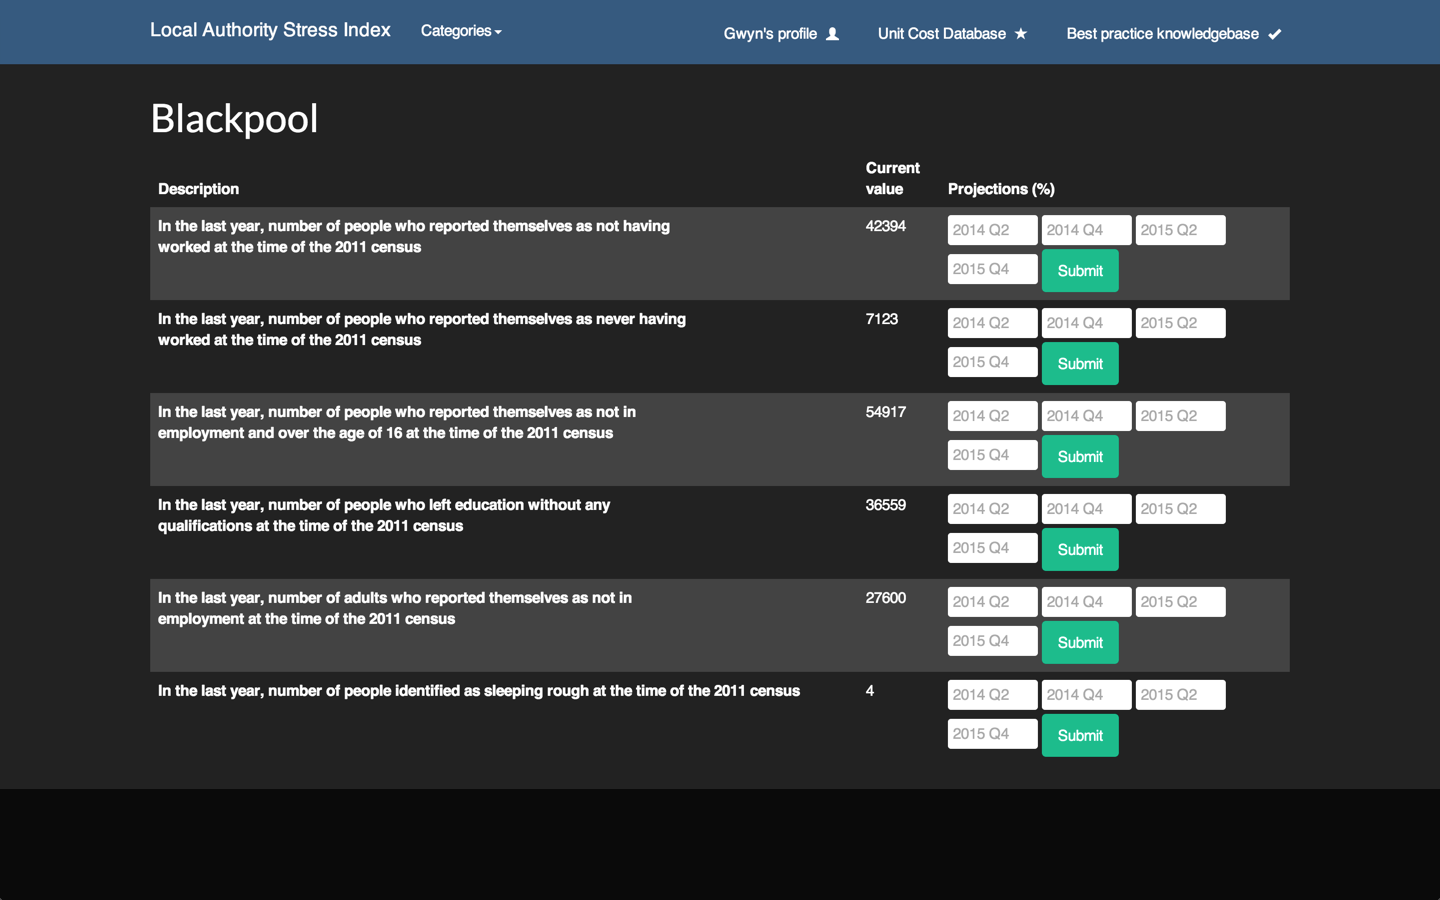 Local Authority Stress Index Categories Gwyn's profile Unit Cost Database Best practice knowledgebase
Blackpool
Description Current value Projections (%)
In the last year, number of people who reported themselves as not having 42394 2014 Q2 2014 Q4 2015 Q2
worked at the time of the 2011 census
2015 Q4 Submit
In the last year, number of people who reported themselves as never having 7123 2014 Q2 2014 Q4 2015 Q2
worked at the time of the 2011 census
2015 Q4 Submit
In the last year, number of people who reported themselves as not in 54917 2014 Q2 2014 Q4 2015 Q2
employment and over the age of 16 at the time of the 2011 census
2015 Q4 Submit
In the last year, number of people who left education without any 36559 2014 Q2 2014 Q4 2015 Q2
qualifications at the time of the 2011 census
2015 Q4 Submit
In the last year, number of adults who reported themselves as not in 27600 2014 Q2 2014 Q4 2015 Q2
employment at the time of the 2011 census
2015 Q4 Submit
In the last year, number of people identified as sleeping rough at the time of the 2011 census 4 2014 Q2 2014 Q4 2015 Q2
2015 Q4 Submit